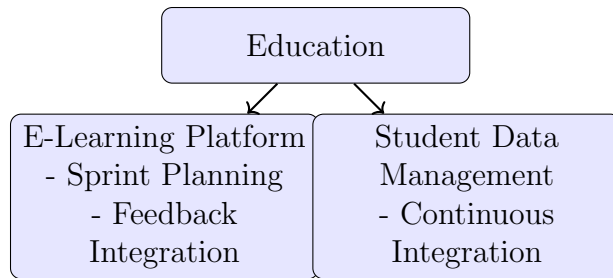 Education
E-Learning Platform
- Sprint Planning
- Feedback
Integration
Student Data
Management
- Continuous
Integration